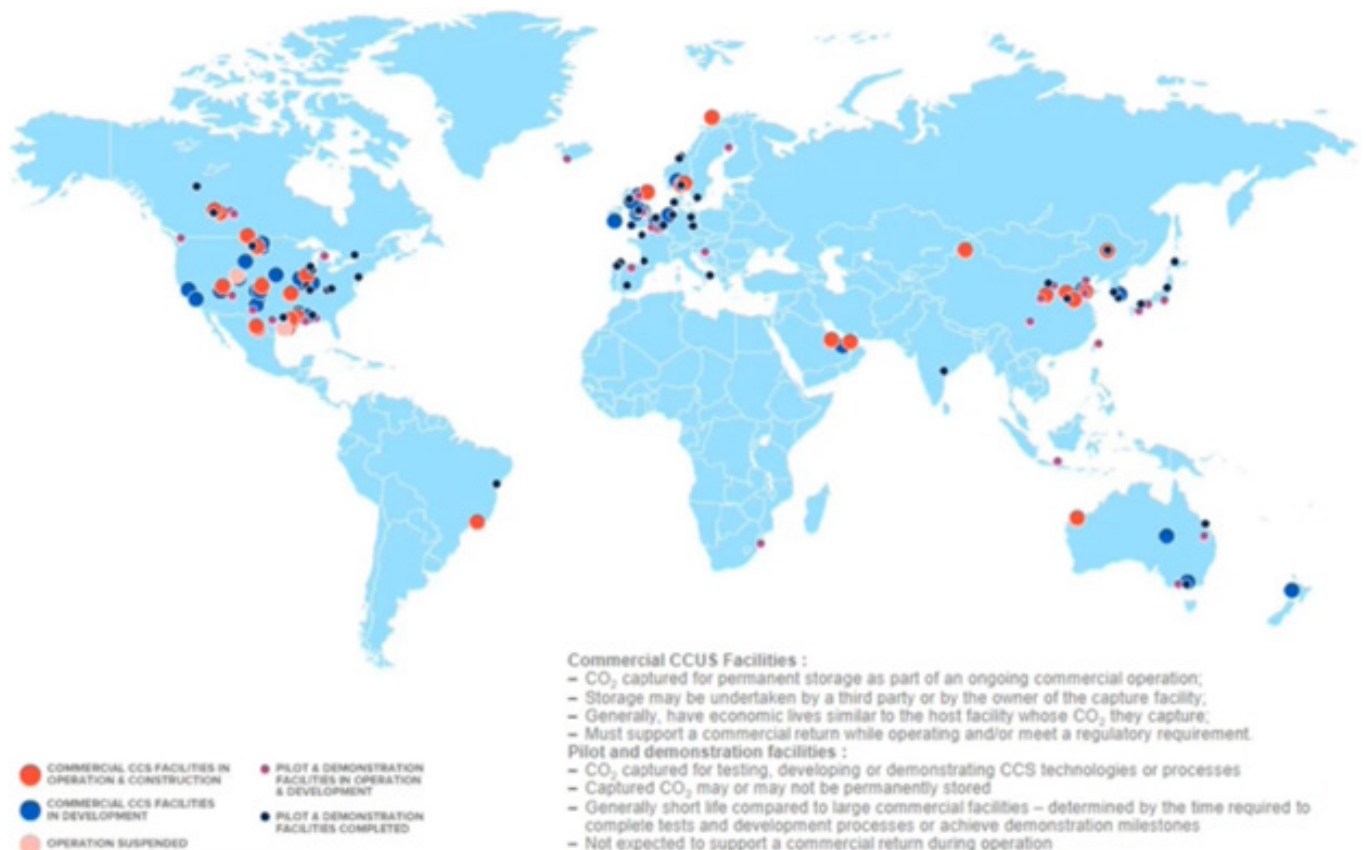 Commercial CCUS Facilities :
– CO₂ captured for permanent storage as part of an ongoing commercial operation;
– Storage may be undertaken by a third party or by the owner of the capture facility;
– Generally, have economic lives similar to the host facility whose CO₂ they capture;
– Must support a commercial return while operating and/or meet a regulatory requirement.
Pilot and demonstration facilities :
– CO₂ captured for testing, developing or demonstrating CCS technologies or processes
– Captured CO₂ may or may not be permanently stored
– Generally short life compared to large commercial facilities – determined by the time required to
complete tests and development processes or achieve demonstration milestones
– Not expected to support a commercial return during operation
COMMERCIAL CCS FACILITIES IN
OPERATION & CONSTRUCTION
COMMERCIAL CCS FACILITIES
IN DEVELOPMENT
OPERATION SUSPENDED
PILOT & DEMONSTRATION
FACILITIES IN OPERATION
& DEVELOPMENT
PILOT & DEMONSTRATION
FACILITIES COMPLETED